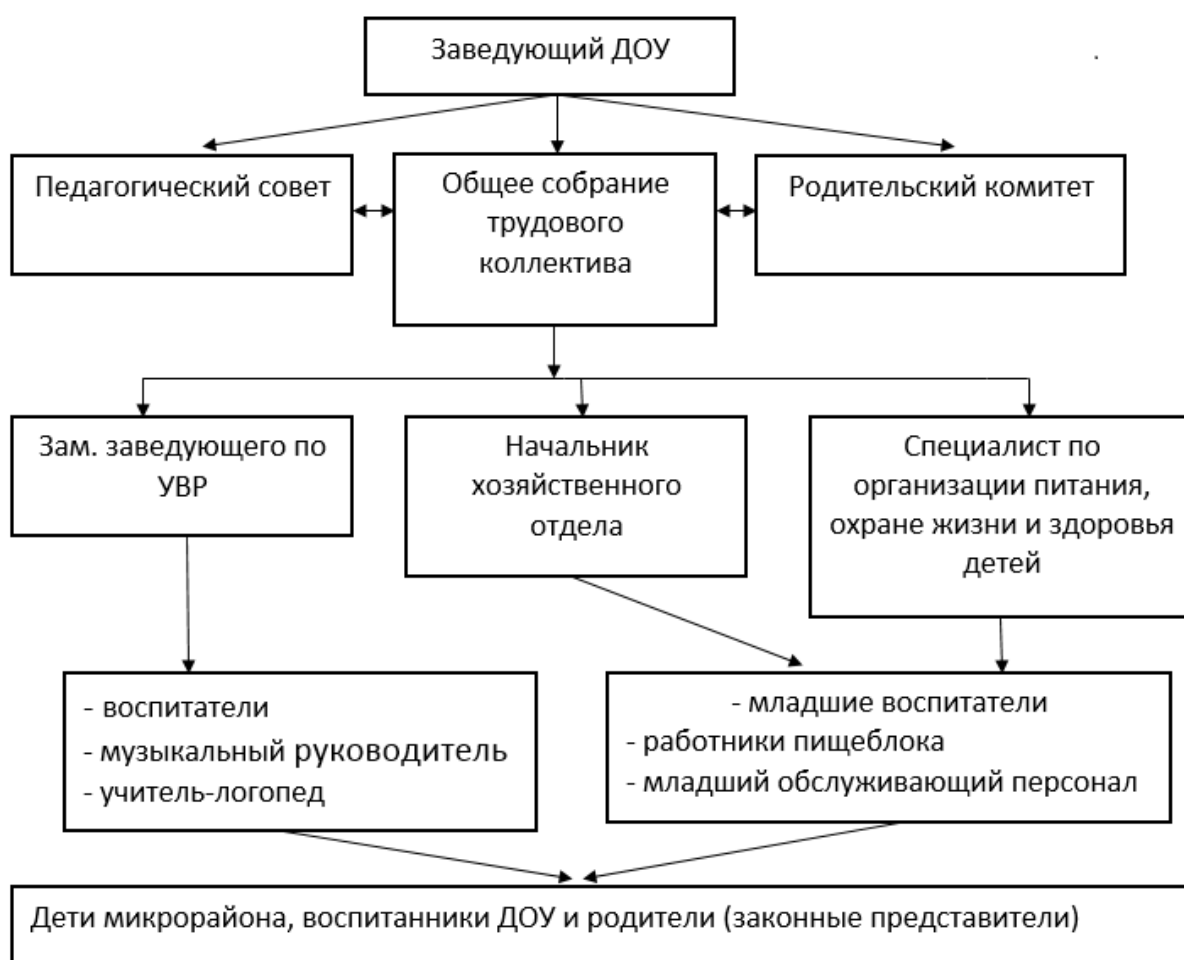 Заведующий ДОУ
Педагогический совет
Общее собрание
трудового
коллектива
Родительский комитет
Зам. заведующего по
УВР
Начальник
хозяйственного
отдела
Специалист по
организации питания,
охране жизни и здоровья
детей
- воспитатели
- музыкальный руководитель
- учитель-логопед
- младшие воспитатели
- работники пищеблока
- младший обслуживающий персонал
Дети микрорайона, воспитанники ДОУ и родители (законные представители)